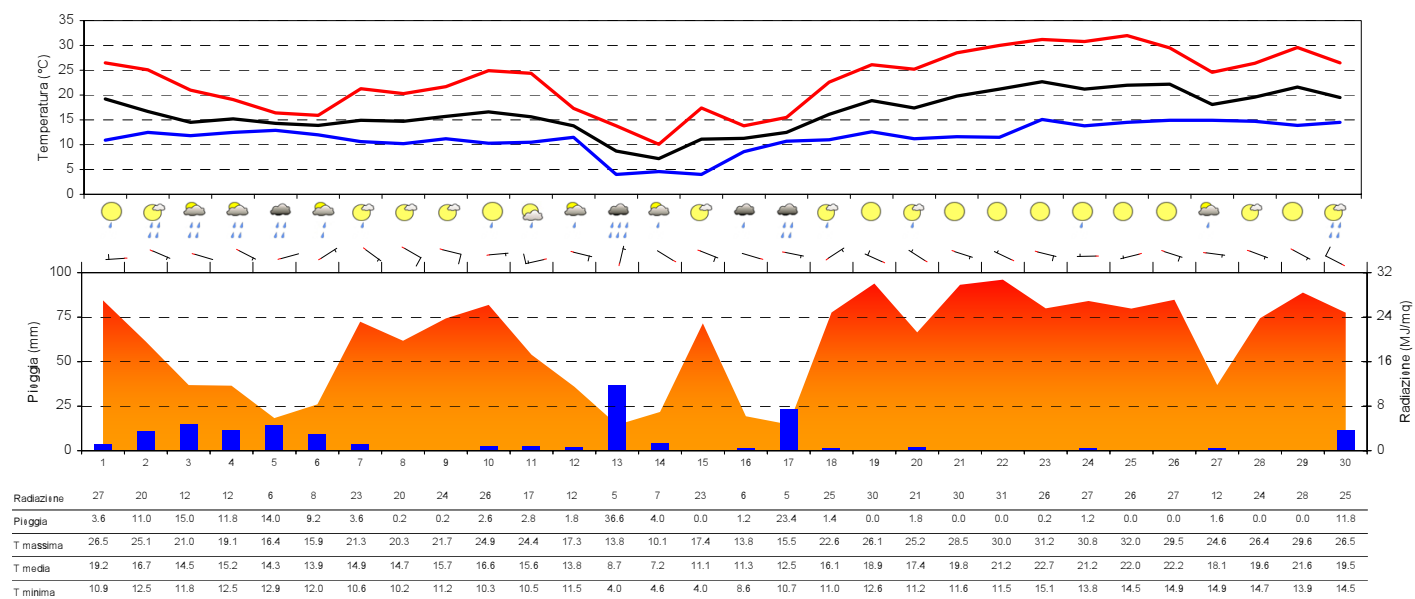 35
30
25
20
15
10
5
0
Temperatura (°C)
100
75
50
25
0
Pioggia (mm)
32
24
16
8
0
Radiazione (MJ/mq)
1 2 3 4 5 6 7 8 9 10 11 12 13 14 15 16 17 18 19 20 21 22 23 24 25 26 27 28 29 30
Radiazione 27 20 12 12 6 8 23 20 24 26 17 12 5 7 23 6 5 25 30 21 30 31 26 27 26 27 12 24 28 25
Pioggia 3.6 11.0 15.0 11.8 14.0 9.2 3.6 0.2 0.2 2.6 2.8 1.8 36.6 4.0 0.0 1.2 23.4 1.4 0.0 1.8 0.0 0.0 0.2 1.2 0.0 0.0 1.6 0.0 0.0 11.8
T massima 26.5 25.1 21.0 19.1 16.4 15.9 21.3 20.3 21.7 24.9 24.4 17.3 13.8 10.1 17.4 13.8 15.5 22.6 26.1 25.2 28.5 30.0 31.2 30.8 32.0 29.5 24.6 26.4 29.6 26.5
T media 19.2 16.7 14.5 15.2 14.3 13.9 14.9 14.7 15.7 16.6 15.6 13.8 8.7 7.2 11.1 11.3 12.5 16.1 18.9 17.4 19.8 21.2 22.7 21.2 22.0 22.2 18.1 19.6 21.6 19.5
T minima 10.9 12.5 11.8 12.5 12.9 12.0 10.6 10.2 11.2 10.3 10.5 11.5 4.0 4.6 4.0 8.6 10.7 11.0 12.6 11.2 11.6 11.5 15.1 13.8 14.5 14.9 14.9 14.7 13.9 14.5